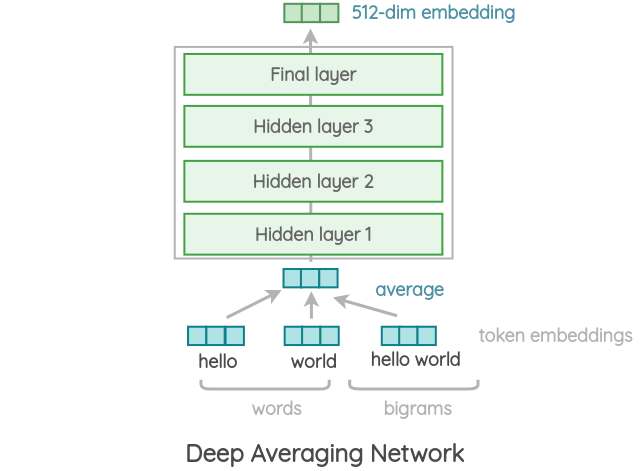 512-dim embedding
Final layer
Hidden layer 3
Hidden layer 2
Hidden layer 1
average
token embeddings
hello
world
hello world
words
bigrams
Deep Averaging Network